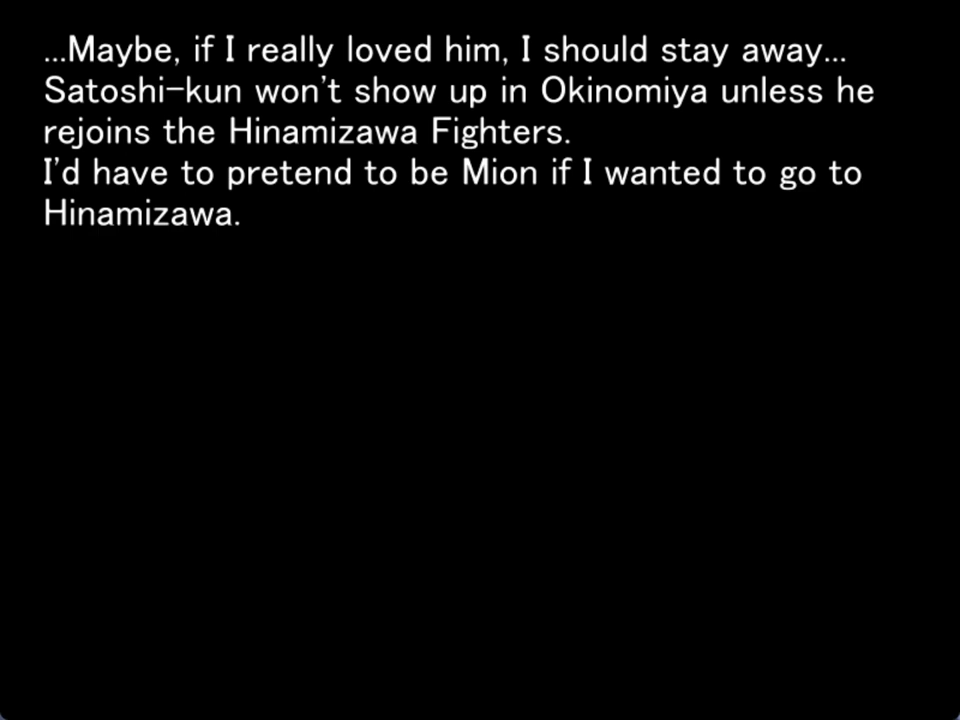 ...Maybe, if I really loved him, I should stay away...
Satoshi-kun won't show up in Okinomiya unless he
rejoins the Hinamizawa Fighters.
I'd have to pretend to be Mion if I wanted to go to
Hinamizawa.